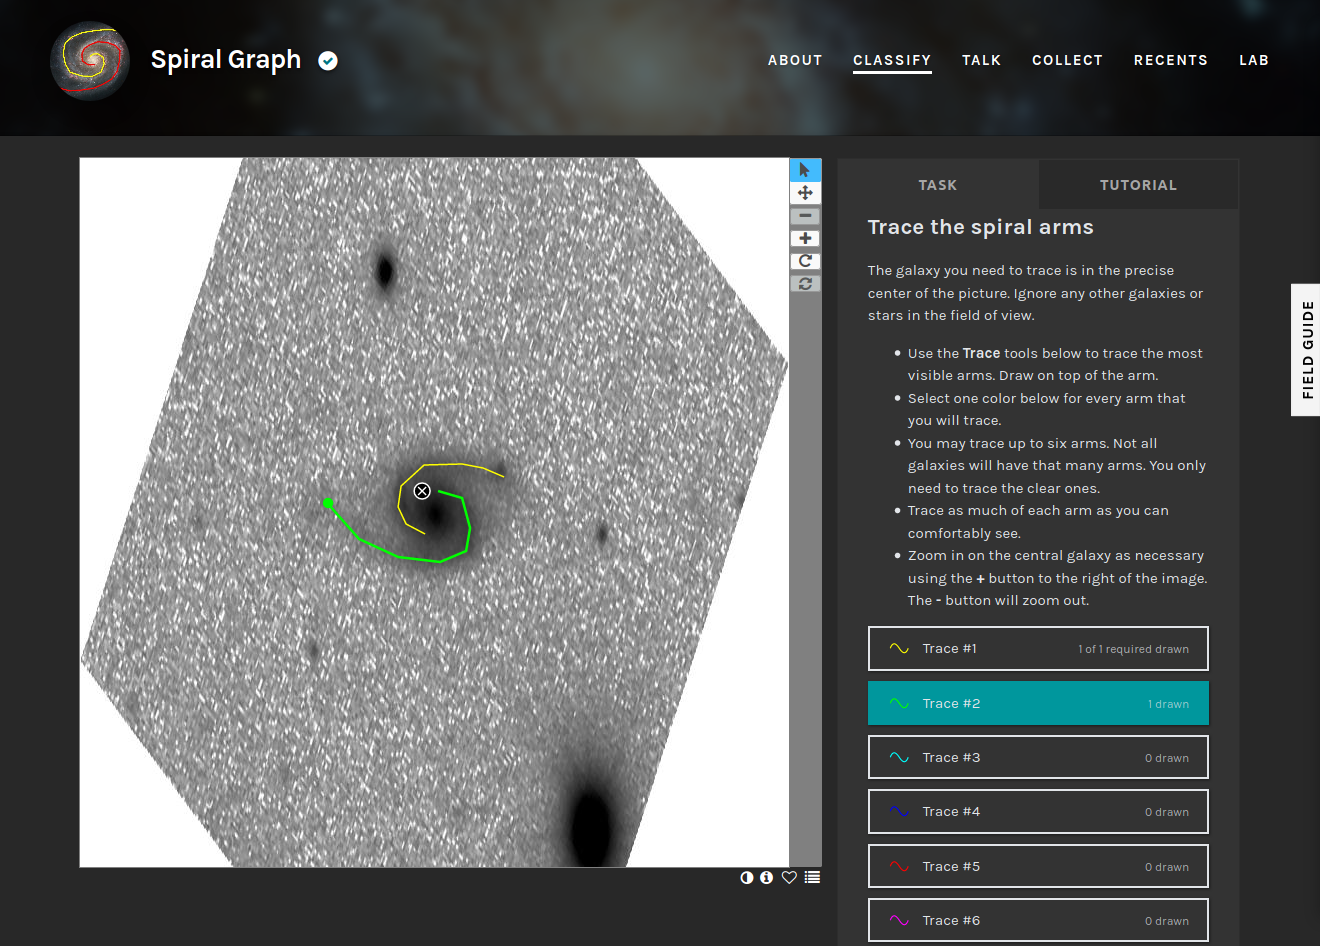 Spiral Graph
ABOUT CLASSIFY TALK COLLECT RECENTS LAB
TASK TUTORIAL
Trace the spiral arms
The galaxy you need to trace is in the precise
center of the picture. Ignore any other galaxies or
stars in the field of view.
Use the Trace tools below to trace the most
visible arms. Draw on top of the arm.
Select one color below for every arm that
you will trace.
You may trace up to six arms. Not all
galaxies will have that many arms. You only
need to trace the clear ones.
Trace as much of each arm as you can
comfortably see.
Zoom in on the central galaxy as necessary
using the + button to the right of the image.
The - button will zoom out.
Trace #1 1 of 1 required drawn
Trace #2 1 drawn
Trace #3 0 drawn
Trace #4 0 drawn
Trace #5 0 drawn
Trace #6 0 drawn
FIELD GUIDE